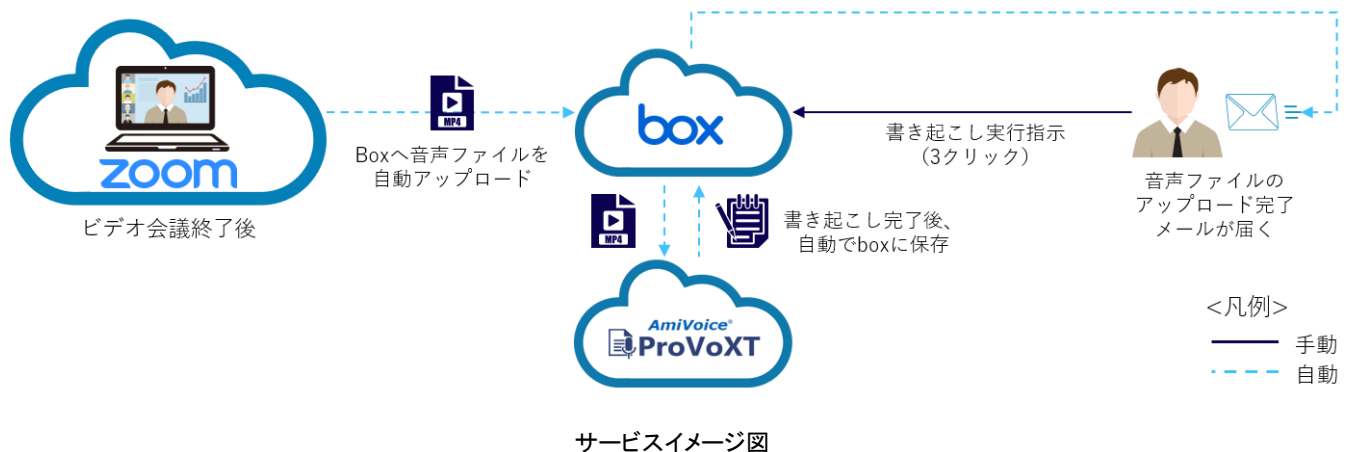 zoom
ビデオ会議終了後
MP4
Boxへ音声ファイルを
自動アップロード
box
書き起こし実行指示
(3クリック)
音声ファイルの
アップロード完了
メールが届く
MP4
書き起こし完了後、
自動でboxに保存
AmiVoice®
ProVoXT
<凡例>
手動
自動
サービスイメージ図